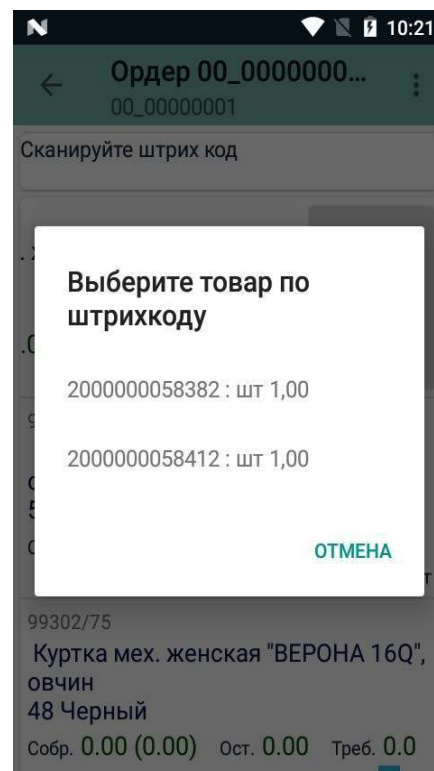 10:21
Ордер 00_0000000...
00_00000001
Сканируйте штрих код
Выберите товар по
штрихкоду
2000000058382 : шт 1,00
2000000058412 : шт 1,00
ОТМЕНА
99302/75
Куртка мех. женская "ВЕРОНА 16Q",
овчин
48 Черный
Собр. 0.00 (0.00) Ост. 0.00 Треб. 0.0